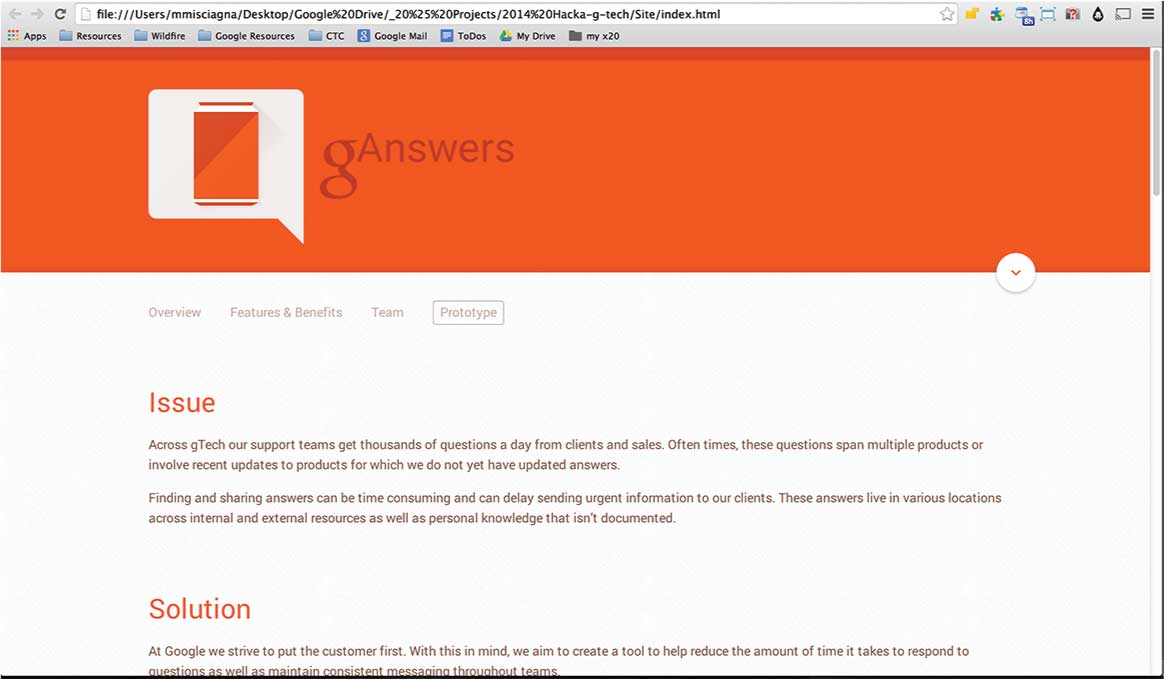 file:///Users/mmisciagna/Desktop/Google%20Drive/_20%25%20Projects/2014%20Hacka-g-tech/Site/index.html
8h
Apps Resources Wildfire Google Resources CTC Google Mail ToDos My Drive my x20
gAnswers
Overview Features & Benefits Team Prototype
Issue
Across gTech our support teams get thousands of questions a day from clients and sales. Often times, these questions span multiple products or
involve recent updates to products for which we do not yet have updated answers.
Finding and sharing answers can be time consuming and can delay sending urgent information to our clients. These answers live in various locations
across internal and external resources as well as personal knowledge that isn't documented.
Solution
At Google we strive to put the customer first. With this in mind, we aim to create a tool to help reduce the amount of time it takes to respond to
questions as well as maintain consistent messaging throughout teams.